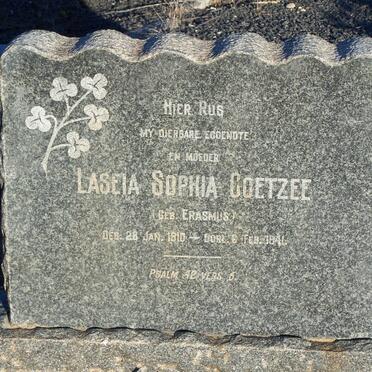 HIER RUS
MY DIERBARE EGGENOTE
EN MOEDER
LASEIA SOPHIA COETZEE
(GEB. ERASMUS)
GEB. 28 JAN. 1910 – OORL. 6 FEB. 1941.
PSALM 42 VERS 6.